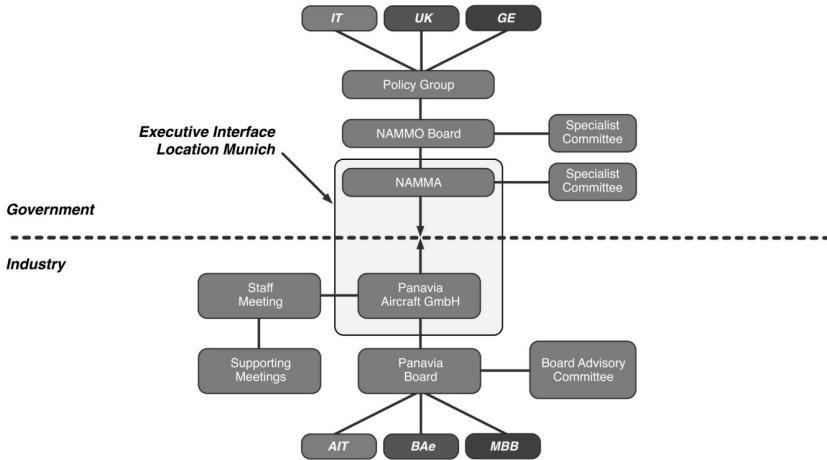 IT
UK
GE
Policy Group
Executive Interface
Location Munich
NAMMO Board
Specialist
Committee
NAMMA
Specialist
Committee
Government
Industry
Staff
Meeting
Panavia
Aircraft GmbH
Supporting
Meetings
Panavia
Board
Board Advisory
Committee
AIT
BAe
MBB